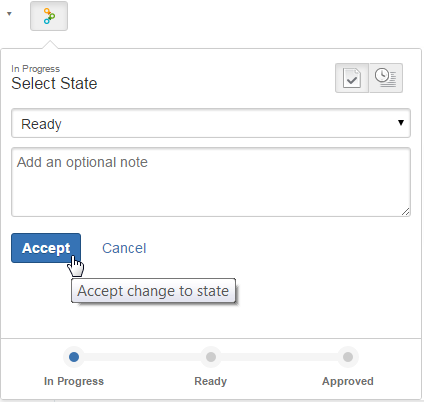 In Progress
Select State
Ready
Add an optional note
Accept Cancel
Accept change to state
In Progress Ready Approved